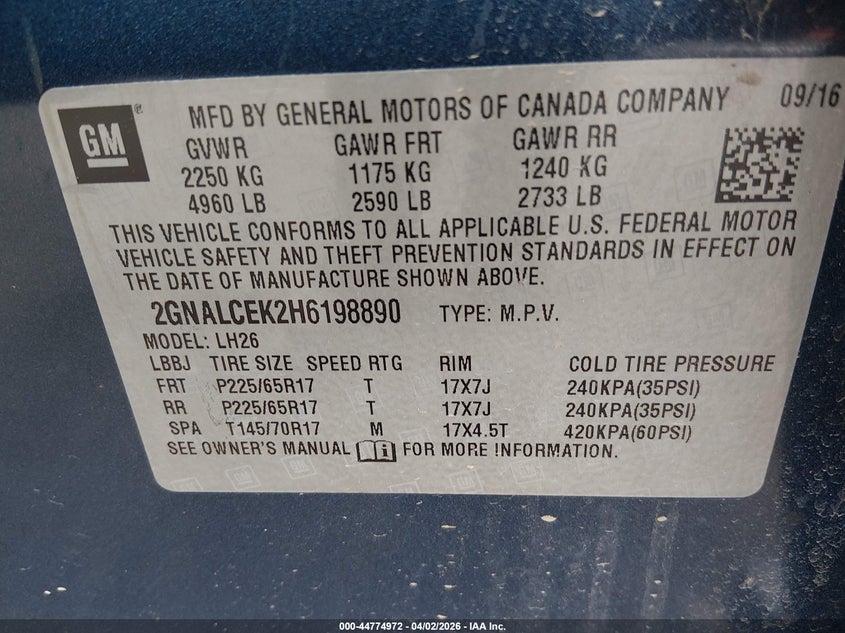 GM
MFD BY GENERAL MOTORS OF CANADA COMPANY 09/16
GVWR GAWR FRT GAWR RR
2250 KG 1175 KG 1240 KG
4960 LB 2590 LB 2733 LB
THIS VEHICLE CONFORMS TO ALL APPLICABLE U.S. FEDERAL MOTOR
VEHICLE SAFETY AND THEFT PREVENTION STANDARDS IN EFFECT ON
THE DATE OF MANUFACTURE SHOWN ABOVE.
2GNALCEK2H6198890 TYPE: M.P.V.
MODEL: LH26
LBBJ TIRE SIZE SPEED RTG RIM COLD TIRE PRESSURE
FRT P225/65R17 T 17X7J 240KPA(35PSI)
RR P225/65R17 T 17X7J 240KPA(35PSI)
SPA T145/70R17 M 17X4.5T 420KPA(60PSI)
SEE OWNER'S MANUAL FOR MORE INFORMATION.
000-44774972 - 04/02/2026 - IAA Inc.